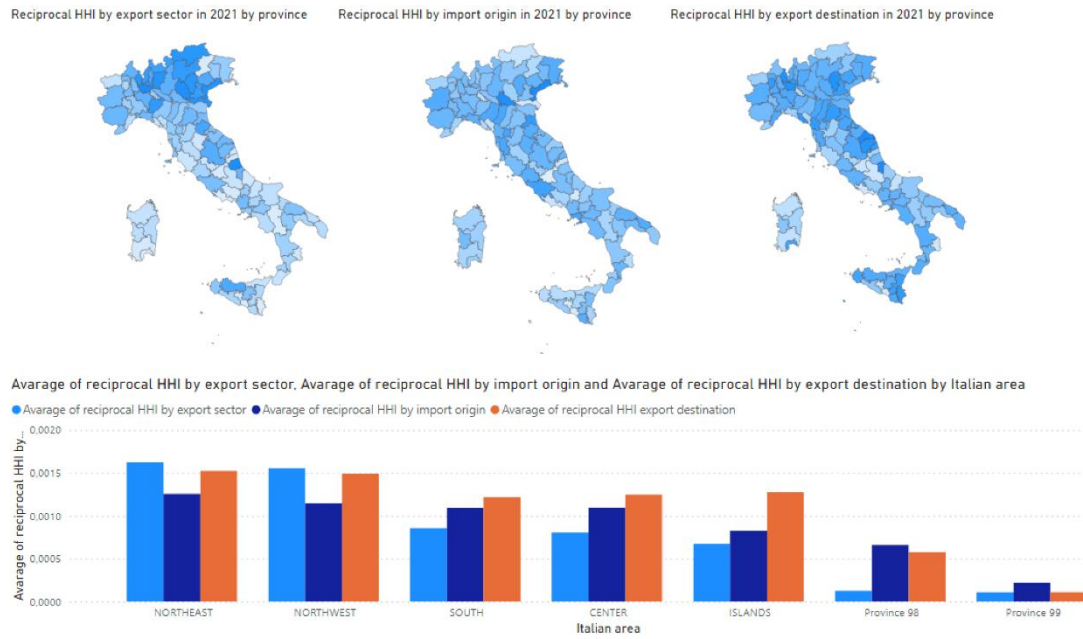 Reciprocal HHI by export sector in 2021 by province
Reciprocal HHI by import origin in 2021 by province
Reciprocal HHI by export destination in 2021 by province
Avarage of reciprocal HHI by export sector, Avarage of reciprocal HHI by import origin and Avarage of reciprocal HHI by export destination by Italian area
Avarage of reciprocal HHI by export sector
Avarage of reciprocal HHI by import origin
Avarage of reciprocal HHI export destination
Avarage of reciprocal HHI by...
0.0020
0.0015
0.0010
0.0005
0.0000
NORTHEAST
NORTHWEST
SOUTH
CENTER
ISLANDS
Province 98
Province 99
Italian area